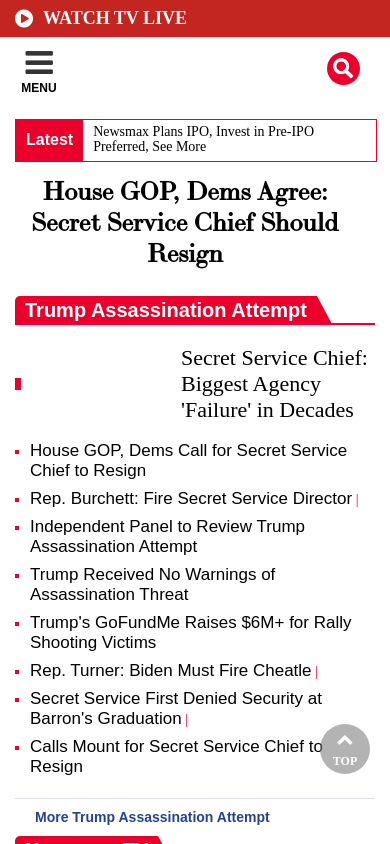 WATCH TV LIVE
MENU
Latest
Newsmax Plans IPO, Invest in Pre-IPO
Preferred, See More
House GOP, Dems Agree:
Secret Service Chief Should
Resign
Trump Assassination Attempt
Secret Service Chief:
Biggest Agency
'Failure' in Decades
House GOP, Dems Call for Secret Service
Chief to Resign
Rep. Burchett: Fire Secret Service Director |
Independent Panel to Review Trump
Assassination Attempt
Trump Received No Warnings of
Assassination Threat
Trump's GoFundMe Raises $6M+ for Rally
Shooting Victims
Rep. Turner: Biden Must Fire Cheatle |
Secret Service First Denied Security at
Barron's Graduation |
Calls Mount for Secret Service Chief to
Resign
TOP
More Trump Assassination Attempt